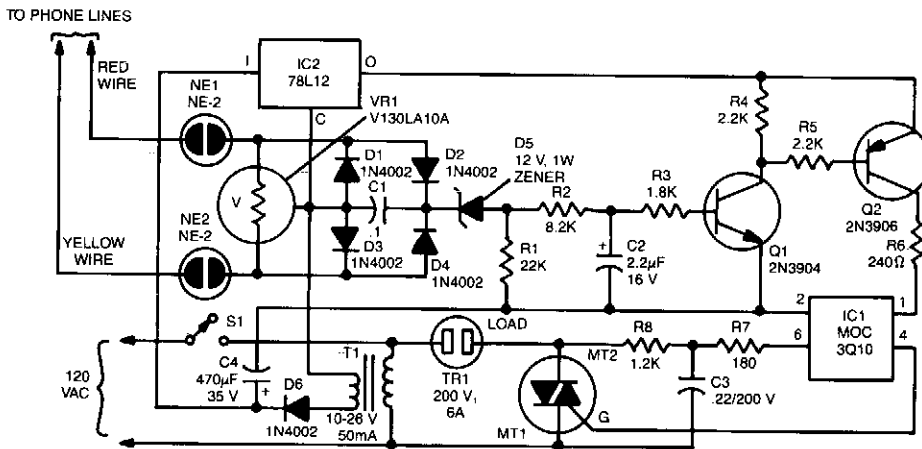 TO PHONE LINES
RED
WIRE
NE1
NE-2
I
IC2
78L12
O
C
VR1
V130LA10A
D1
1N4002
D2
1N4002
D5
12 V, 1W
ZENER
R4
2.2K
R5
2.2K
Q2
2N3906
V
C1
.1
R2
8.2K
R3
1.8K
Q1
2N3904
YELLOW
WIRE
NE2
NE-2
D3
1N4002
D4
1N4002
R1
22K
+
C2
2.2µF
16 V
R6
240Ω
S1
120
VAC
C4
470µF
35 V
+
D6
1N4002
T1
10-26 V
50mA
LOAD
TR1
200 V,
6A
MT2
MT1
G
R8
1.2K
R7
180
C3
.22/200 V
2
1
6
4
IC1
MOC
3Q10